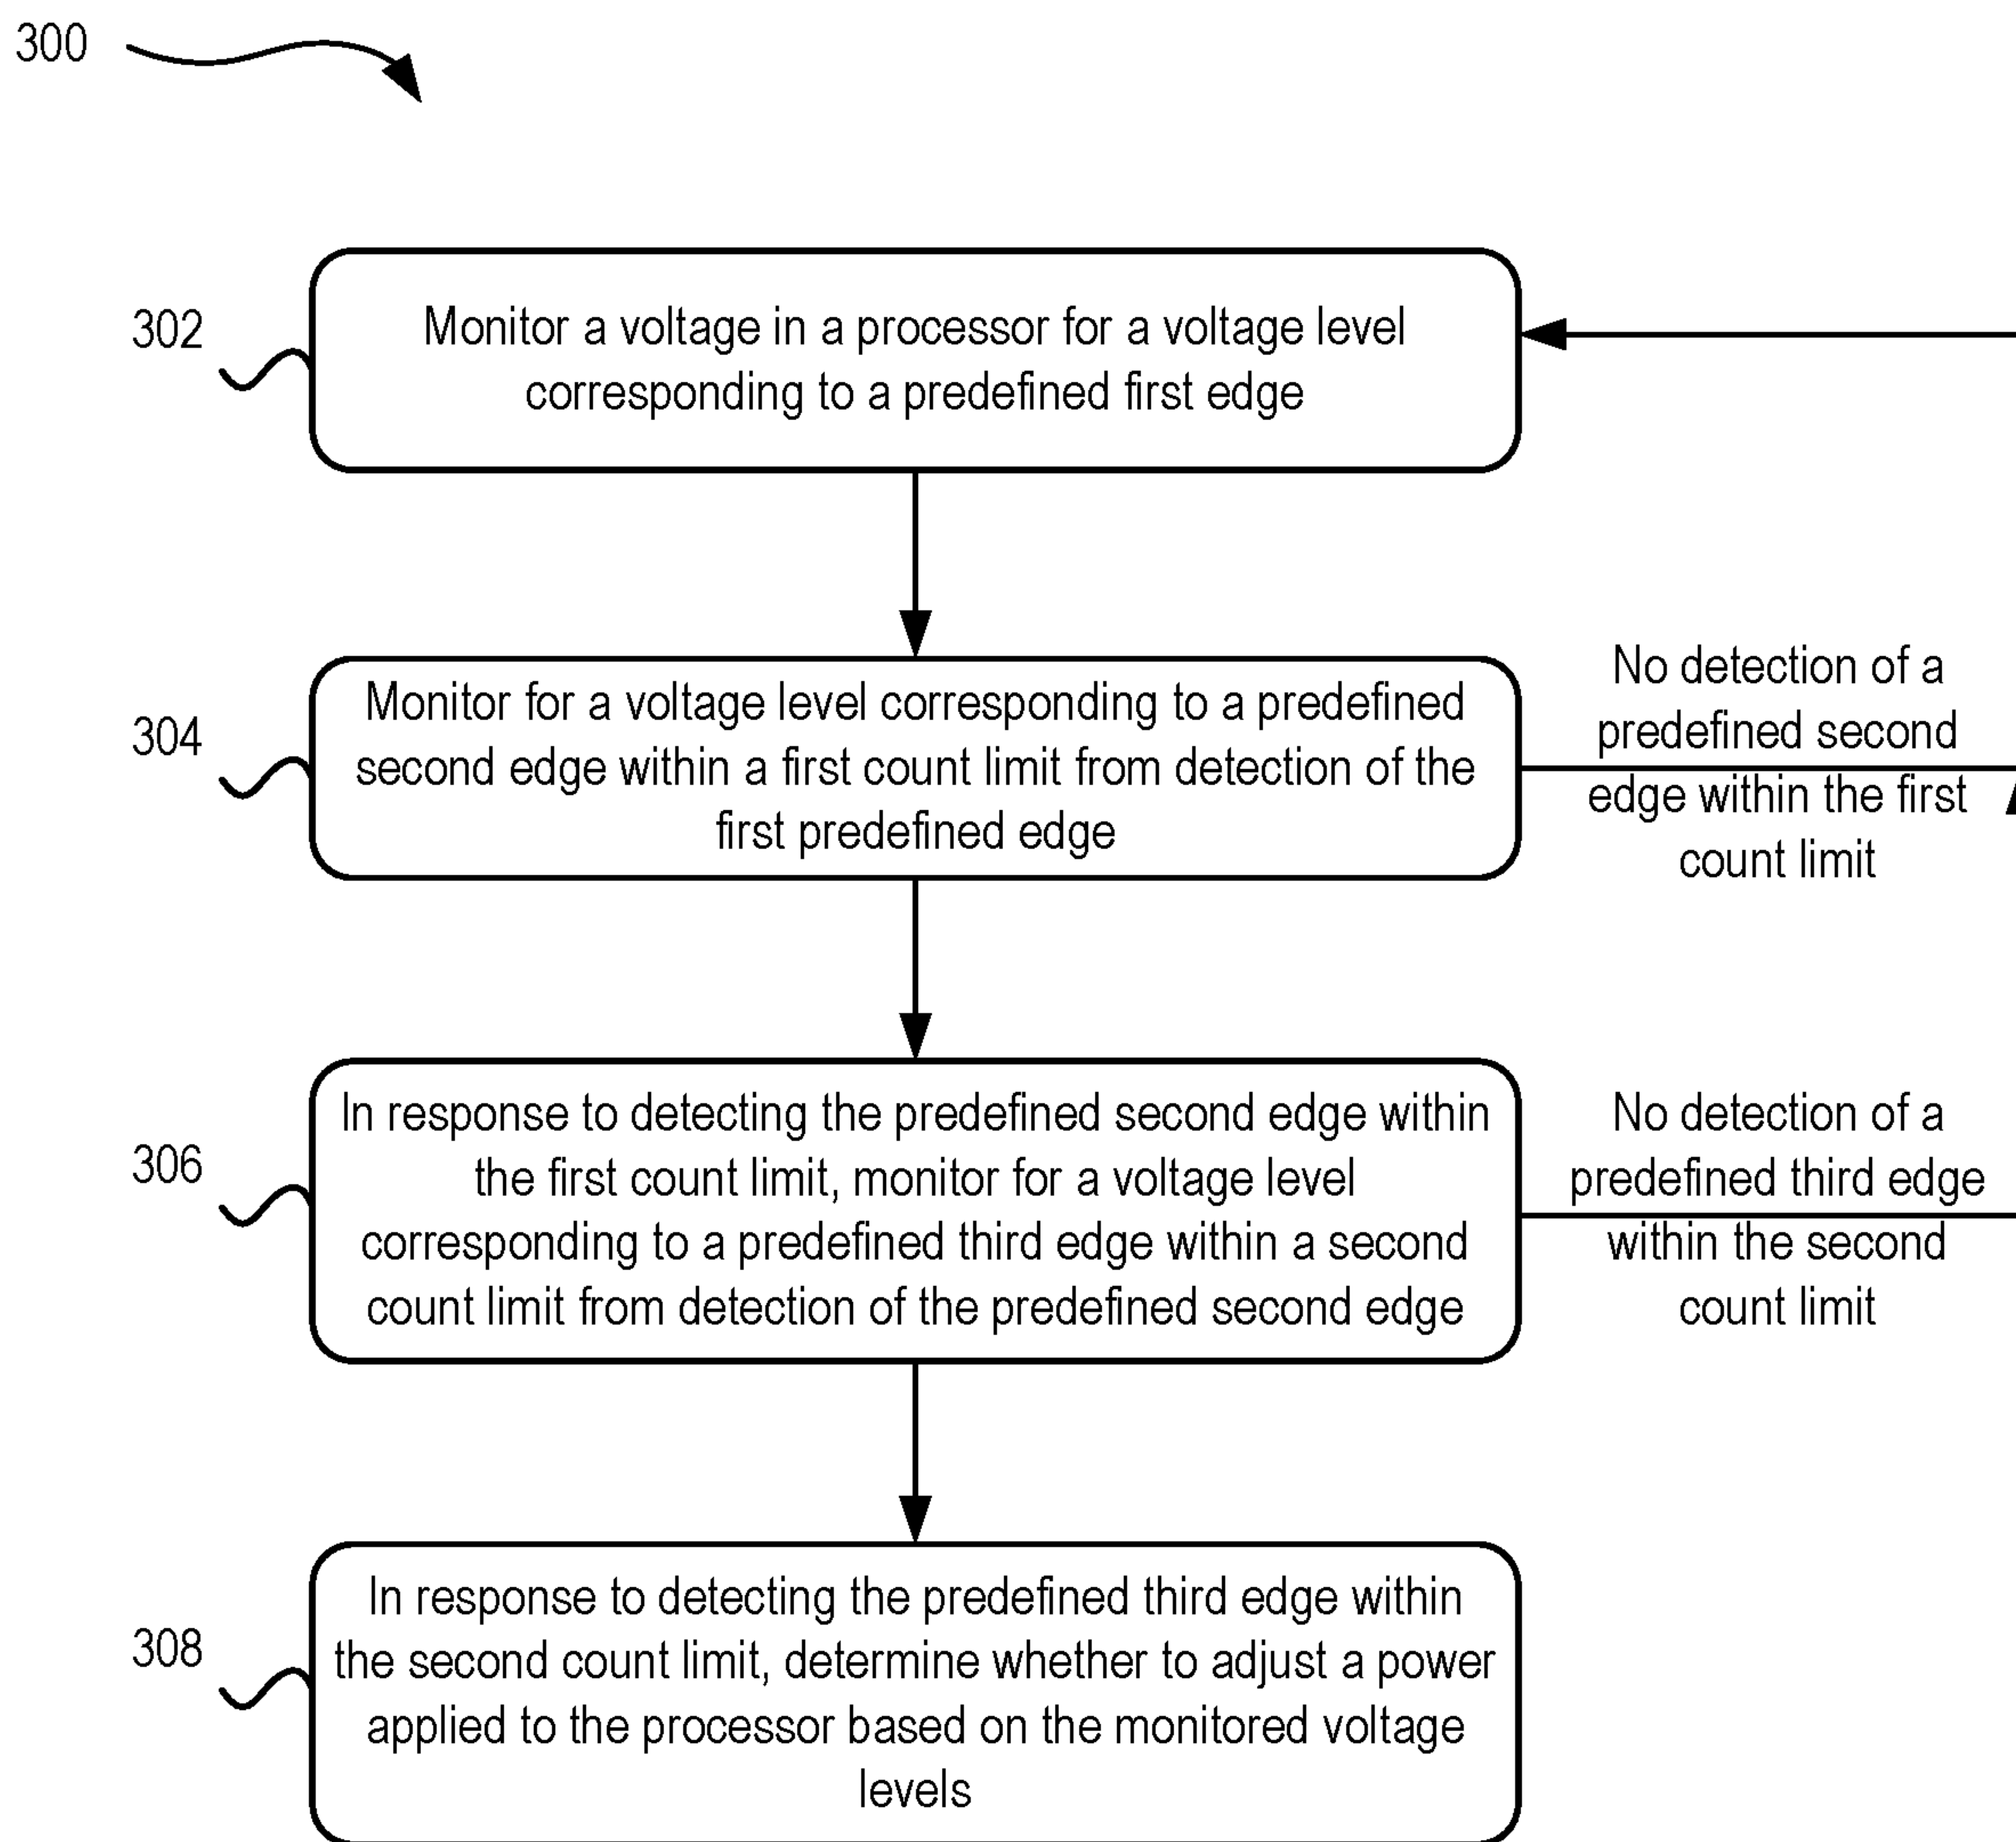 300
302
Monitor a voltage in a processor for a voltage level
corresponding to a predefined first edge
304
Monitor for a voltage level corresponding to a predefined
second edge within a first count limit from detection of the
first predefined edge
No detection of a
predefined second
edge within the first
count limit
306
In response to detecting the predefined second edge within
the first count limit, monitor for a voltage level
corresponding to a predefined third edge within a second
count limit from detection of the predefined second edge
No detection of a
predefined third edge
within the second
count limit
308
In response to detecting the predefined third edge within
the second count limit, determine whether to adjust a power
applied to the processor based on the monitored voltage
levels